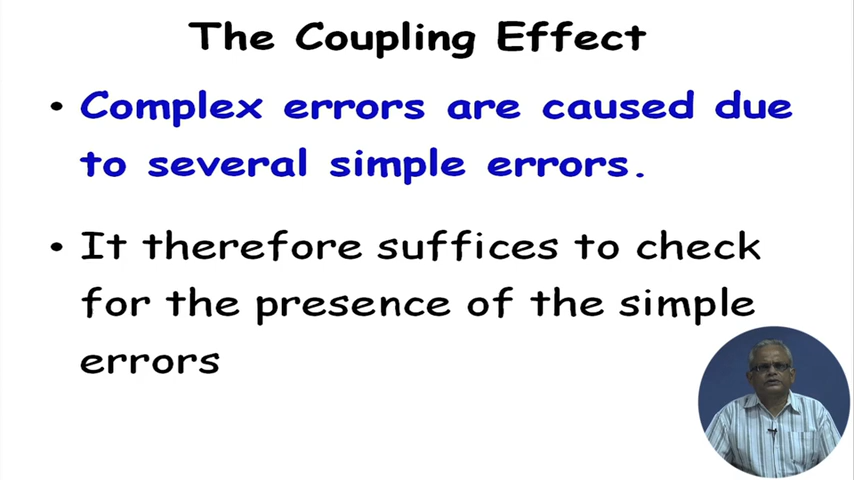 The Coupling Effect
• Complex errors are caused due
to several simple errors.
• It therefore suffices to check
for the presence of the simple
errors